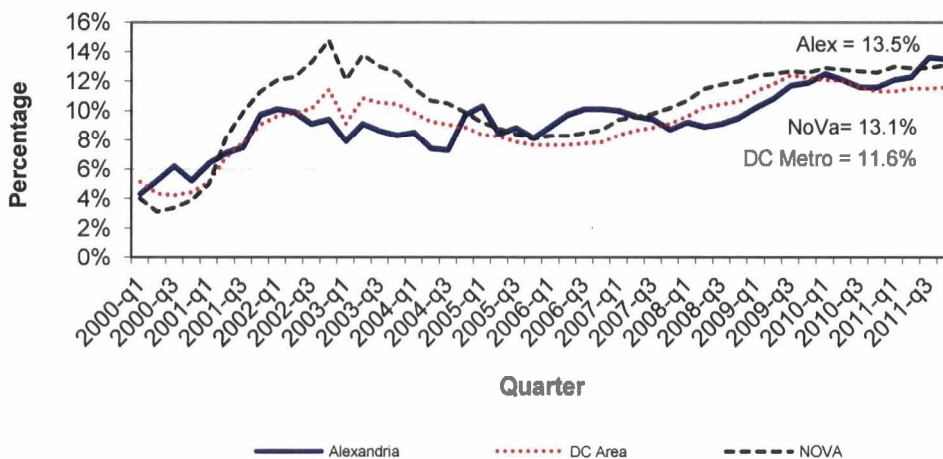 16%
14%
12%
10%
8%
6%
4%
2%
0%
Percentage
Alex = 13.5%
NoVa= 13.1%
DC Metro = 11.6%
2000-q1
2000-q3
2001-q1
2001-q3
2002-q1
2002-q3
2003-q1
2003-q3
2004-q1
2004-q3
2005-q1
2005-q3
2006-q1
2006-q3
2007-q1
2007-q3
2008-q1
2008-q3
2009-q1
2009-q3
2010-q1
2010-q3
2011-q1
2011-q3
Quarter
Alexandria
DC Area
NOVA